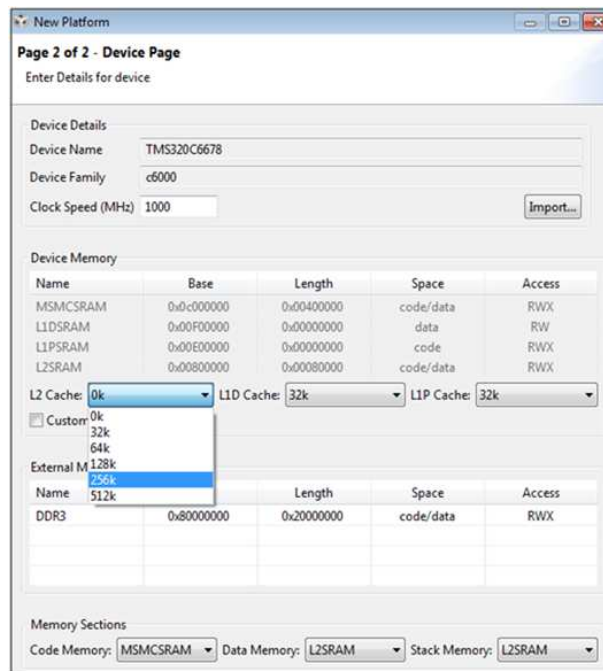 New Platform
Page 2 of 2 - Device Page
Enter Details for device
Device Details
Device Name TMS320C6678
Device Family c6000
Clock Speed (MHz) 1000 Import...
Device Memory
Name Base Length Space Access
MSMCSRAM 0x0c000000 0x00400000 code/data RWX
L1DSRAM 0x00F00000 0x00000000 data RW
L1PSRAM 0x00E00000 0x00000000 code RWX
L2SRAM 0x00800000 0x00080000 code/data RWX
L2 Cache: 0k L1D Cache: 32k L1P Cache: 32k
Custom
0k
32k
64k
128k
256k
512k
External M
Name Length Space Access
DDR3 0x80000000 0x20000000 code/data RWX
Memory Sections
Code Memory: MSMCSRAM Data Memory: L2SRAM Stack Memory: L2SRAM